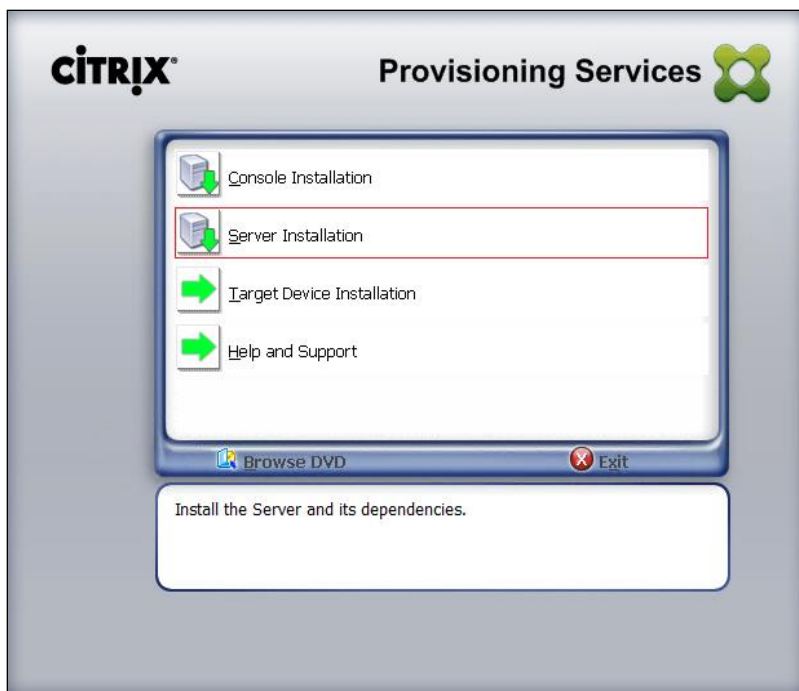 CITRIX®
Provisioning Services
Console Installation
Server Installation
Target Device Installation
Help and Support
Browse DVD
Exit
Install the Server and its dependencies.